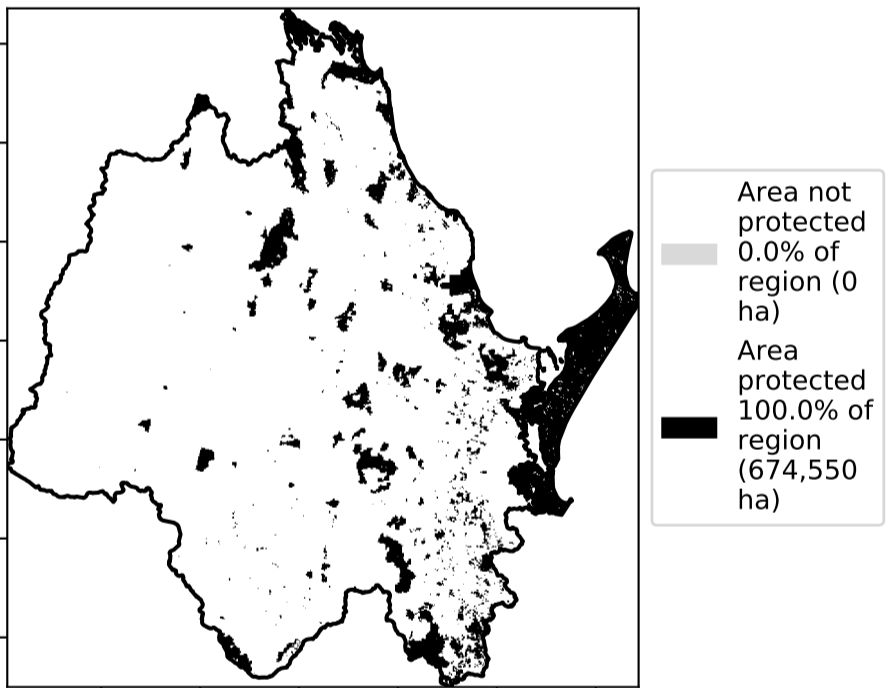 Area not
protected
0.0% of
region (0
ha)
Area
protected
100.0% of
region
(674,550
ha)